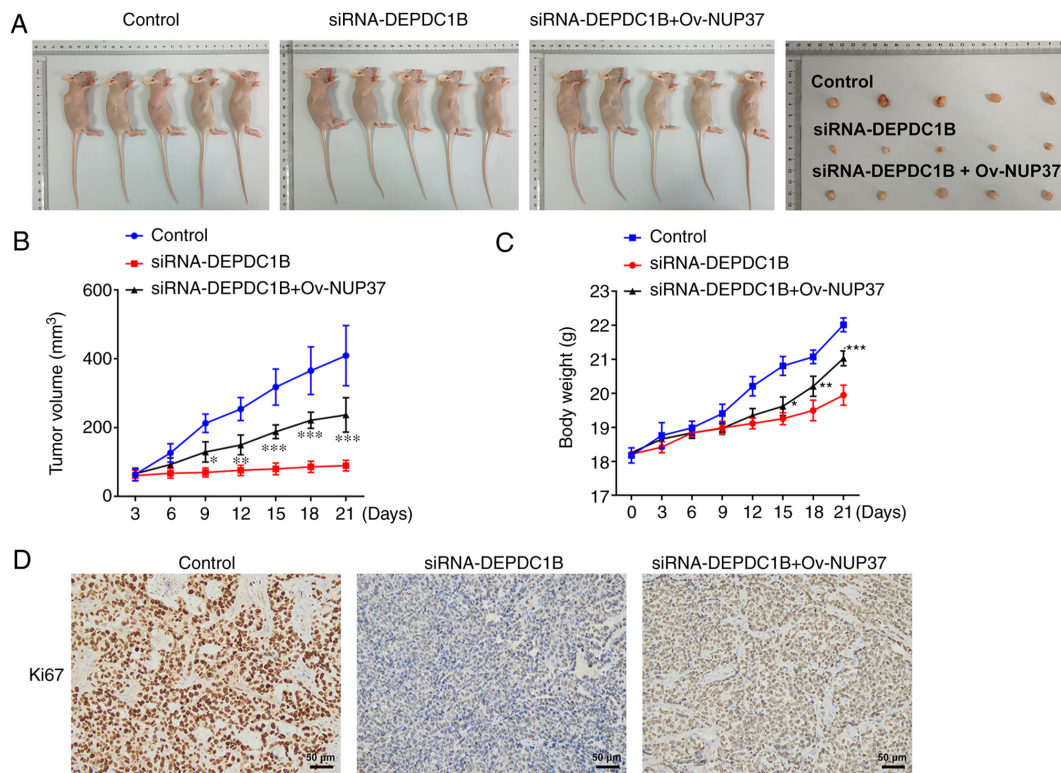 A
Control
siRNA-DEPDC1B
siRNA-DEPDC1B+Ov-NUP37
Control
siRNA-DEPDC1B
siRNA-DEPDC1B + Ov-NUP37
B
Control
siRNA-DEPDC1B
siRNA-DEPDC1B+Ov-NUP37
Tumor volume (mm³)
600
400
200
0
3 6 9 12 15 18 21 (Days)
* ** *** *** ***
C
Control
siRNA-DEPDC1B
siRNA-DEPDC1B+Ov-NUP37
Body weight (g)
23
22
21
20
19
18
17
0 3 6 9 12 15 18 21 (Days)
* ** ***
D
Control
siRNA-DEPDC1B
siRNA-DEPDC1B+Ov-NUP37
Ki67
50 µm
50 µm
50 µm